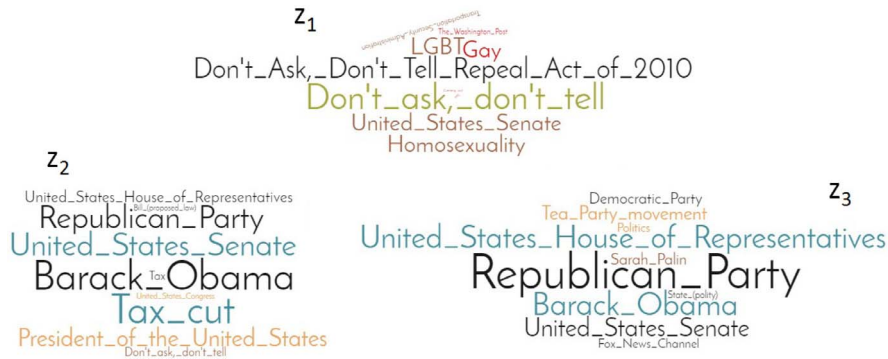 z1
Transportation_Security_Administration
The_Washington_Post
LGBT Gay
Don't_Ask,_Don't_Tell_Repeal_Act_of_2010
Don't_ask,_don't_tell
United_States_Senate
Homosexuality
z2
United_States_House_of_Representatives
Bill_(proposed_law)
Republican_Party
United_States_Senate
Barack_Obama
Tax
United_States_Congress
Tax_cut
President_of_the_United_States
Don't_ask,_don't_tell
z3
Democratic_Party
Tea_Party_movement
Politics
United_States_House_of_Representatives
Sarah_Palin
Republican_Party
State_(polity)
Barack_Obama
United_States_Senate
Fox_News_Channel